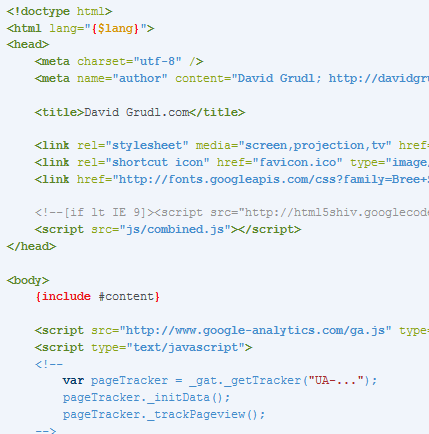 <!doctype html>
<html lang="{$lang}">
<head>
<meta charset="utf-8" />
<meta name="author" content="David Grudl; http://davidgru
<title>David Grudl.com</title>
<link rel="stylesheet" media="screen,projection,tv" href
<link rel="shortcut icon" href="favicon.ico" type="image,
<link href="http://fonts.googleapis.com/css?family=Bree+S
<!--[if lt IE 9]><script src="http://html5shiv.googlecode
<script src="js/combined.js"></script>
</head>
<body>
{include #content}
<script src="http://www.google-analytics.com/ga.js" type=
<script type="text/javascript">
<!--
var pageTracker = _gat._getTracker("UA-...");
pageTracker._initData();
pageTracker._trackPageview();
-->